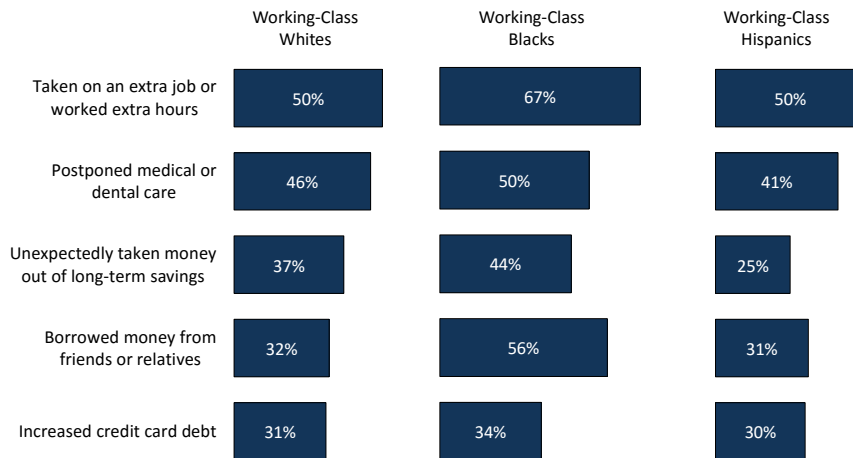 Working-Class Working-Class Working-Class
Whites Blacks Hispanics
Taken on an extra job or
worked extra hours
50% 67% 50%
Postponed medical or
dental care
46% 50% 41%
Unexpectedly taken money
out of long-term savings
37% 44% 25%
Borrowed money from
friends or relatives
32% 56% 31%
Increased credit card debt 31% 34% 30%